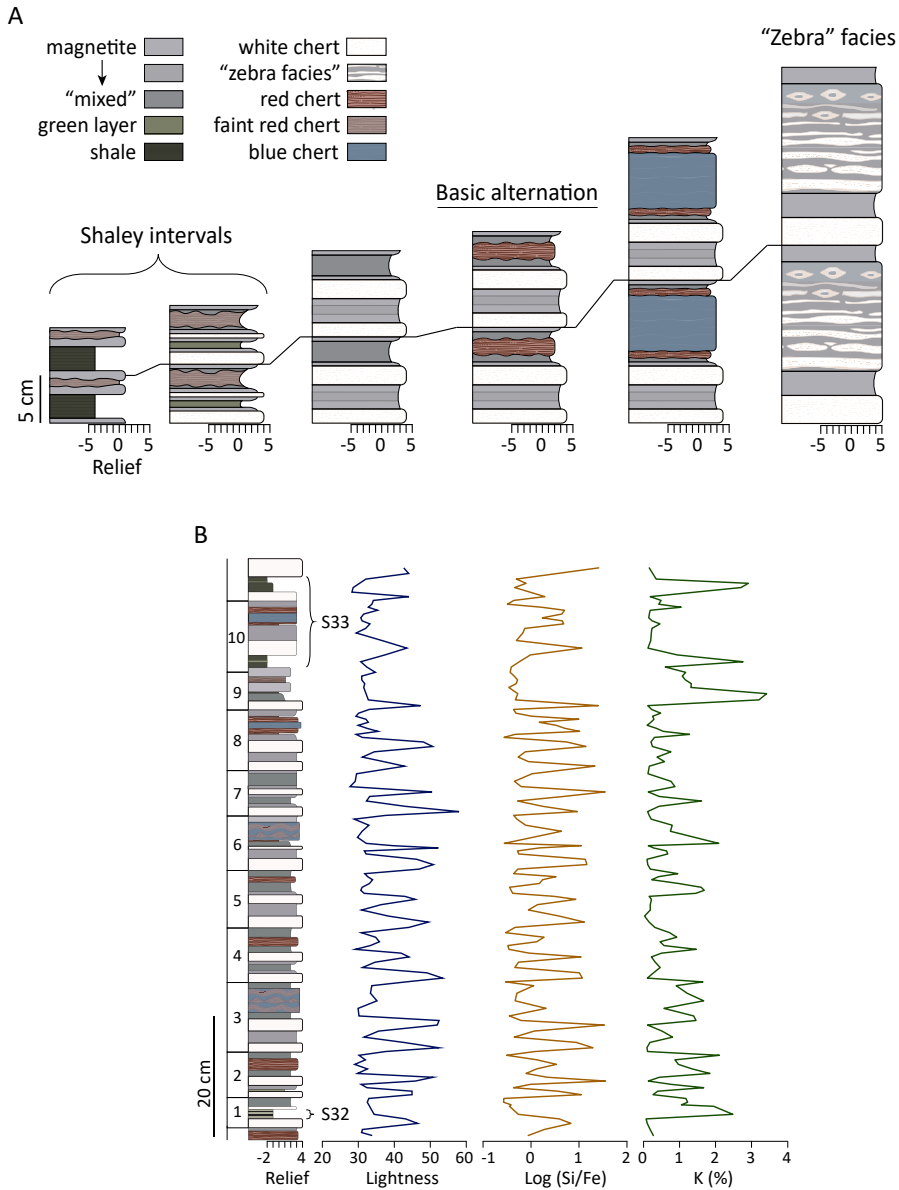 A
magnetite
"mixed"
green layer
shale
white chert
"zebra facies"
red chert
faint red chert
blue chert
"Zebra" facies
Basic alternation
Shaley intervals
5 cm
-5 0 5
-5 0 5
-5 0 5
-5 0 5
-5 0 5
-5 0 5
Relief
B
10
9
8
7
6
5
4
3
2
1
S33
S32
20 cm
-2 4
20 30 40 50 60
-1 0 1 2
0 1 2 3 4
Relief
Lightness
Log (Si/Fe)
K (%)